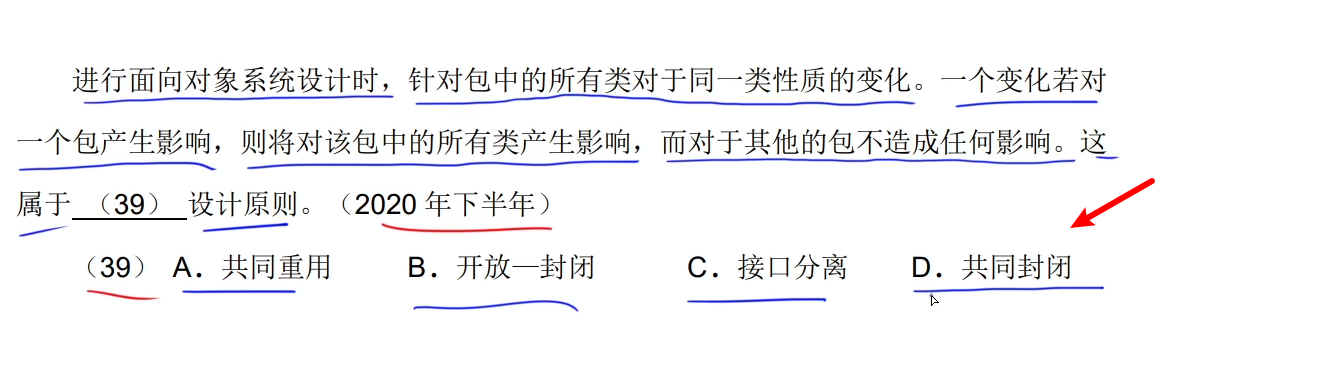 进行面向对象系统设计时，针对包中的所有类对于同一类性质的变化。一个变化若对
一个包产生影响，则将对该包中的所有类产生影响，而对于其他的包不造成任何影响。这
属于（39）设计原则。（2020 年下半年）
（39） A．共同重用 B．开放—封闭 C．接口分离 D．共同封闭